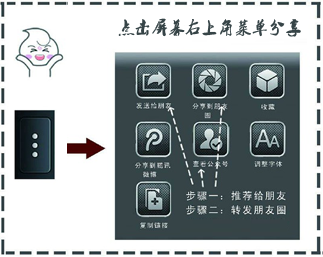 点击屏幕右上角菜单分享
发送给朋友
分享到朋友圈
收藏
分享到腾讯微博
查看公众号
调整字体
复制链接
步骤一：推荐给朋友
步骤二：转发朋友圈